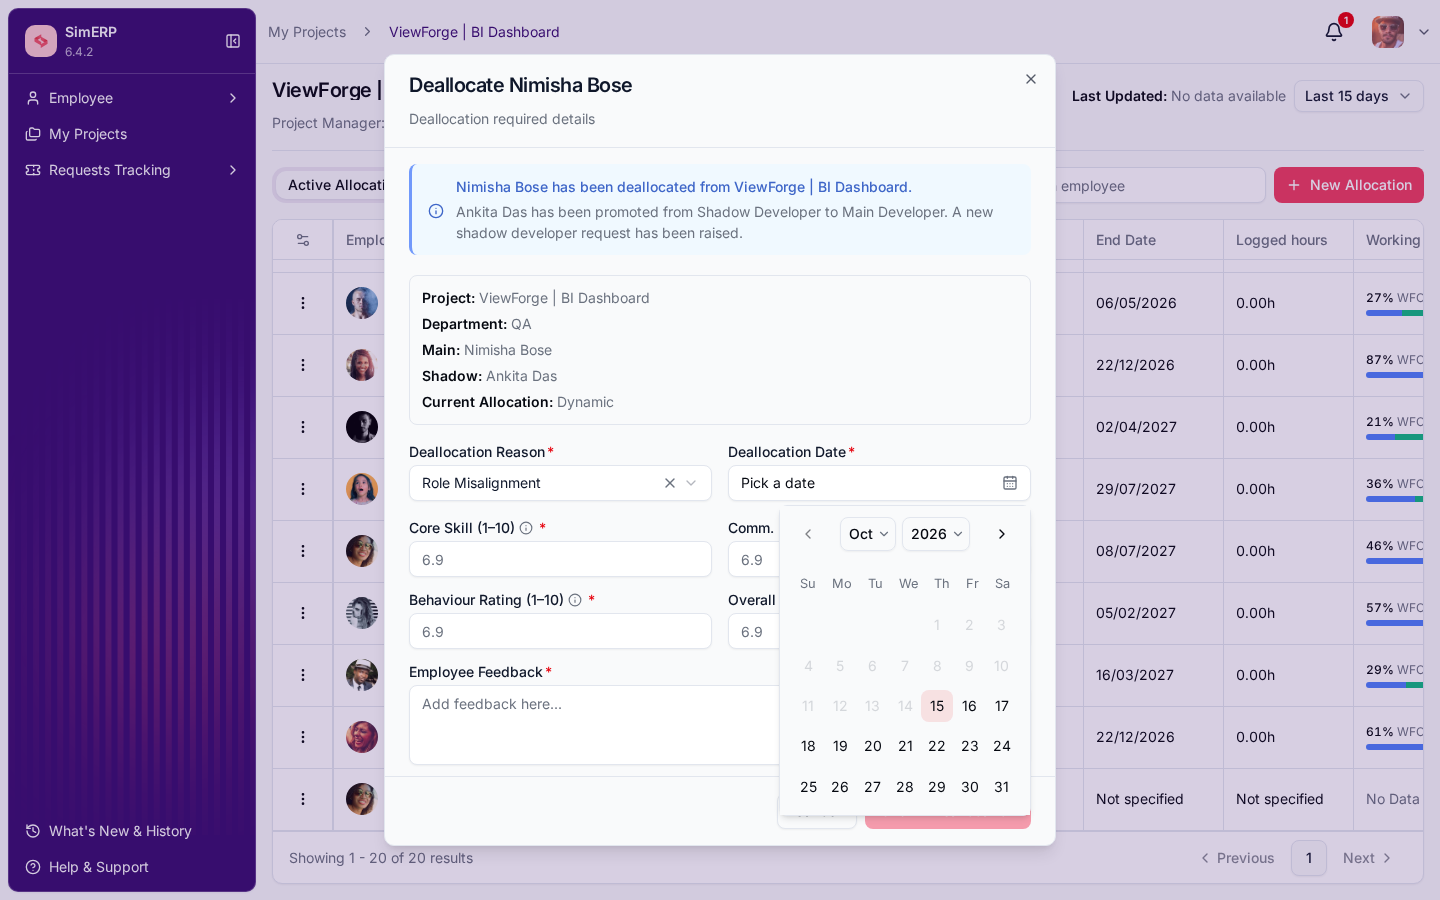 SimERP
6.4.2
Employee
My Projects
Requests Tracking
What's New & History
Help & Support
My Projects
ViewForge | BI Dashboard
1
ViewForge |
Project Manager:
Last Updated: No data available
Last 15 days
Active Allocati
employee
New Allocation
Emplo
End Date
Logged hours
Working
06/05/2026
0.00h
27% WFO
22/12/2026
0.00h
87% WFO
02/04/2027
0.00h
21% WFO
29/07/2027
0.00h
36% WFO
08/07/2027
0.00h
46% WFO
05/02/2027
0.00h
57% WFO
16/03/2027
0.00h
29% WFO
22/12/2026
0.00h
61% WFO
Not specified
Not specified
No Data
Showing 1 - 20 of 20 results
Previous
1
Next
Deallocate Nimisha Bose
Deallocation required details
Nimisha Bose has been deallocated from ViewForge | BI Dashboard.
Ankita Das has been promoted from Shadow Developer to Main Developer. A new
shadow developer request has been raised.
Project: ViewForge | BI Dashboard
Department: QA
Main: Nimisha Bose
Shadow: Ankita Das
Current Allocation: Dynamic
Deallocation Reason*
Role Misalignment
Deallocation Date*
Pick a date
Core Skill (1–10) *
6.9
Comm.
6.9
Behaviour Rating (1–10) *
6.9
Overall
6.9
Employee Feedback*
Add feedback here...
Oct
2026
Su Mo Tu We Th Fr Sa
1 2 3
4 5 6 7 8 9 10
11 12 13 14 15 16 17
18 19 20 21 22 23 24
25 26 27 28 29 30 31